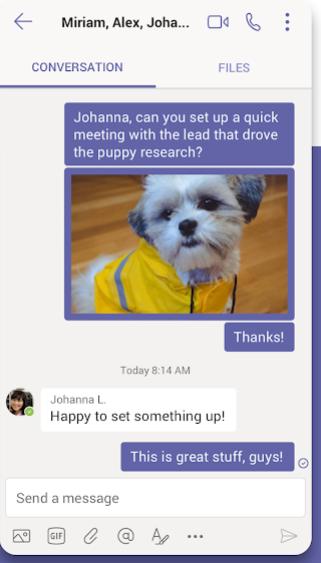 Miriam, Alex, Joha...
CONVERSATION
FILES
Johanna, can you set up a quick
meeting with the lead that drove
the puppy research?
Thanks!
Today 8:14 AM
Johanna L.
Happy to set something up!
This is great stuff, guys!
Send a message
GIF